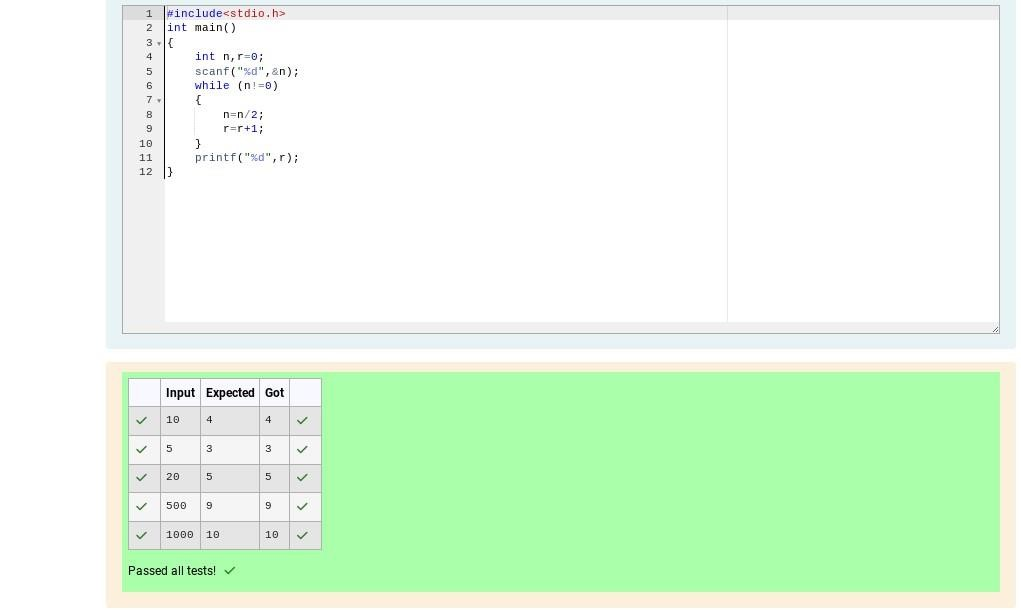 1 #include<stdio.h>
2 int main()
3 {
4     int n,r=0;
5     scanf("%d",&n);
6     while (n!=0)
7     {
8         n=n/2;
9         r=r+1;
10     }
11     printf("%d",r);
12 }
Input Expected Got
10 4 4
5 3 3
20 5 5
500 9 9
1000 10 10
Passed all tests!